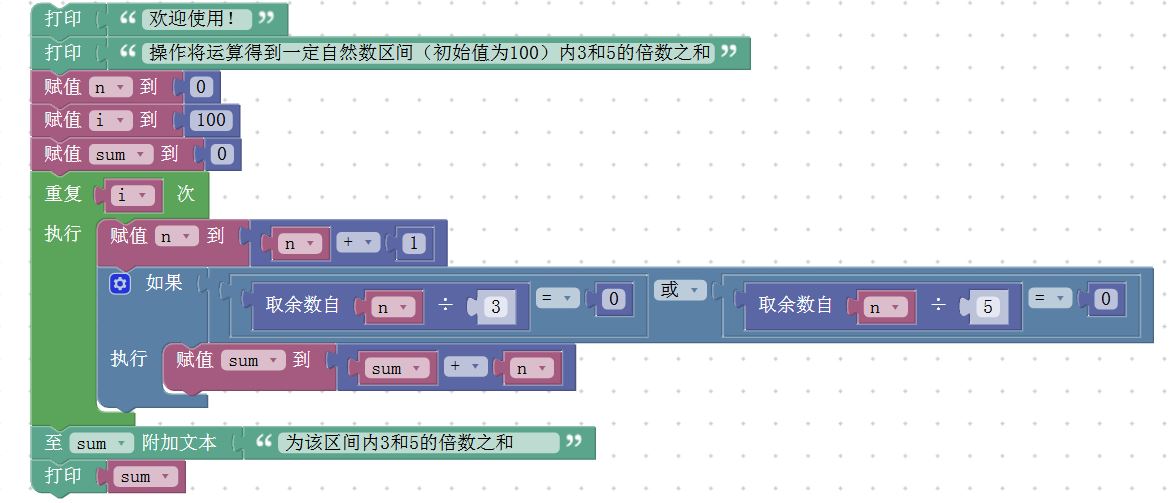 打印 “ 欢迎使用！ ”
打印 “ 操作将运算得到一定自然数区间（初始值为100）内3和5的倍数之和 ”
赋值 n 到 0
赋值 i 到 100
赋值 sum 到 0
重复 i 次
执行 赋值 n 到 n + 1
如果 取余数自 n ÷ 3 = 0 或 取余数自 n ÷ 5 = 0
执行 赋值 sum 到 sum + n
至 sum 附加文本 “ 为该区间内3和5的倍数之和 ”
打印 sum